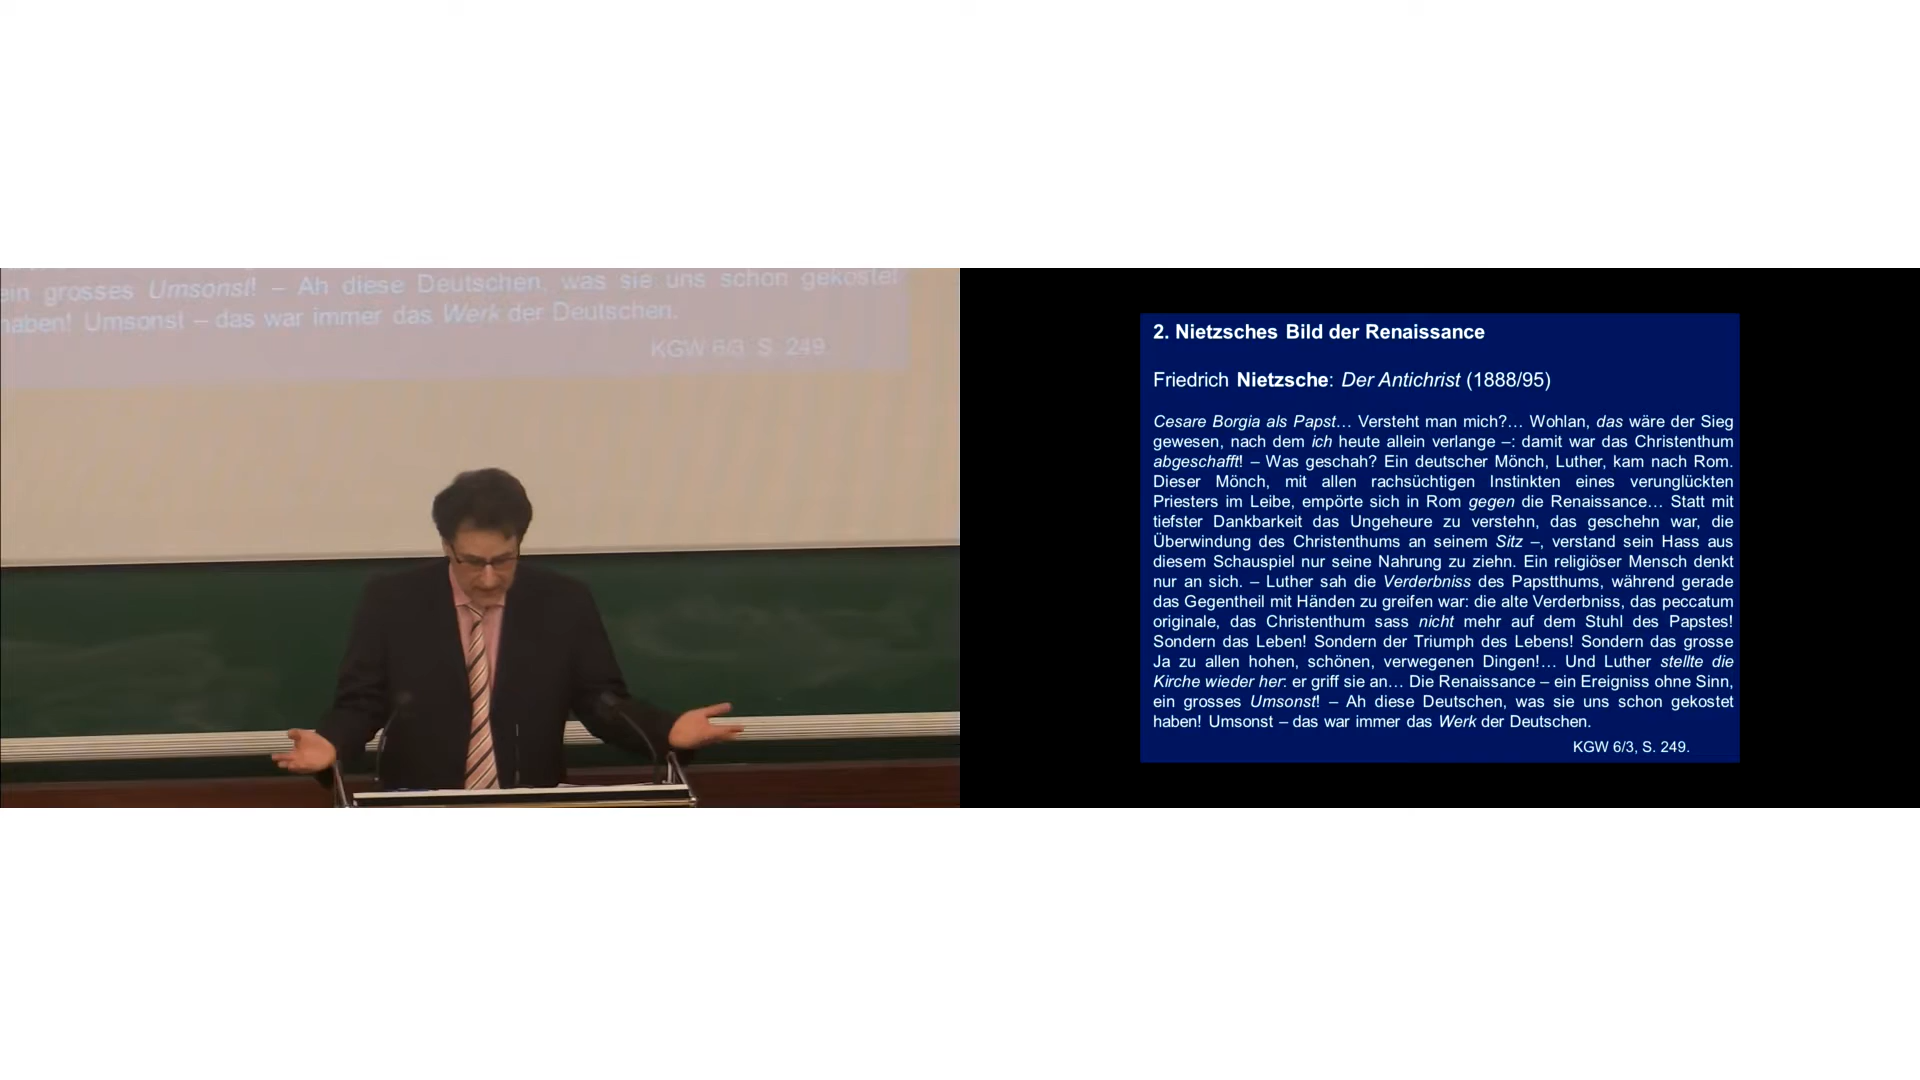 ein grosses Umsonst! – Ah diese Deutschen, was sie uns schon gekostet
haben! Umsonst – das war immer das Werk der Deutschen.
KGW 6/3, S. 249.
2. Nietzsches Bild der Renaissance
Friedrich Nietzsche: Der Antichrist (1888/95)
Cesare Borgia als Papst… Versteht man mich?… Wohlan, das wäre der Sieg
gewesen, nach dem ich heute allein verlange –: damit war das Christenthum
abgeschafft! – Was geschah? Ein deutscher Mönch, Luther, kam nach Rom.
Dieser Mönch, mit allen rachsüchtigen Instinkten eines verunglückten
Priesters im Leibe, empörte sich in Rom gegen die Renaissance… Statt mit
tiefster Dankbarkeit das Ungeheure zu verstehn, das geschehn war, die
Überwindung des Christenthums an seinem Sitz –, verstand sein Hass aus
diesem Schauspiel nur seine Nahrung zu ziehn. Ein religiöser Mensch denkt
nur an sich. – Luther sah die Verderbniss des Papstthums, während gerade
das Gegentheil mit Händen zu greifen war: die alte Verderbniss, das peccatum
originale, das Christenthum sass nicht mehr auf dem Stuhl des Papstes!
Sondern das Leben! Sondern der Triumph des Lebens! Sondern das grosse
Ja zu allen hohen, schönen, verwegenen Dingen!… Und Luther stellte die
Kirche wieder her: er griff sie an… Die Renaissance – ein Ereigniss ohne Sinn,
ein grosses Umsonst! – Ah diese Deutschen, was sie uns schon gekostet
haben! Umsonst – das war immer das Werk der Deutschen.
KGW 6/3, S. 249.